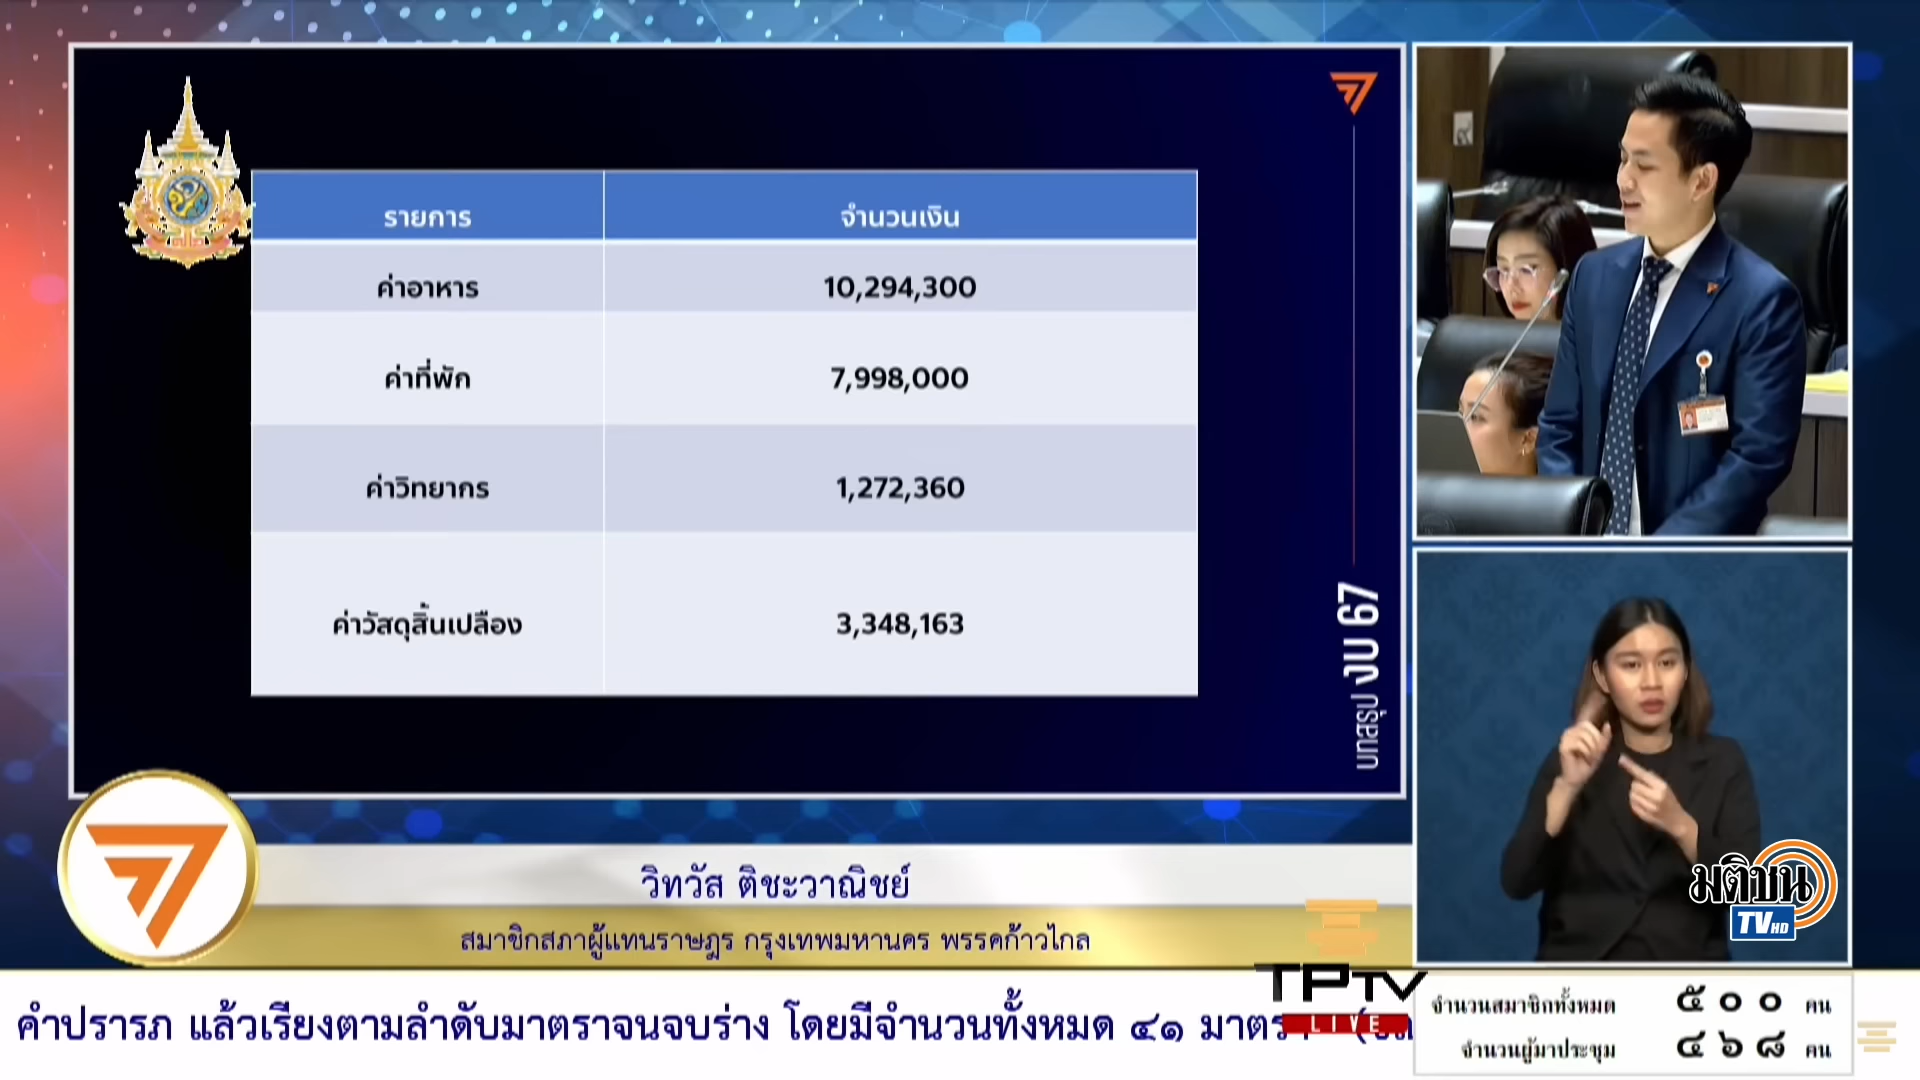 รายการ จำนวนเงิน
ค่าอาหาร 10,294,300
ค่าที่พัก 7,998,000
ค่าวิทยากร 1,272,360
ค่าวัสดุสิ้นเปลือง 3,348,163
บทสรุป งบ 67
วิทวัส ติชะวาณิชย์
สมาชิกสภาผู้แทนราษฎร กรุงเทพมหานคร พรรคก้าวไกล
มติชน
TV HD
TPTV
LIVE
คำปรารภ แล้วเรียงตามลำดับมาตราจนจบร่าง โดยมีจำนวนทั้งหมด ๔๑ มาตรา
จำนวนสมาชิกทั้งหมด ๕๐๐ คน
จำนวนผู้มาประชุม ๔๖๘ คน